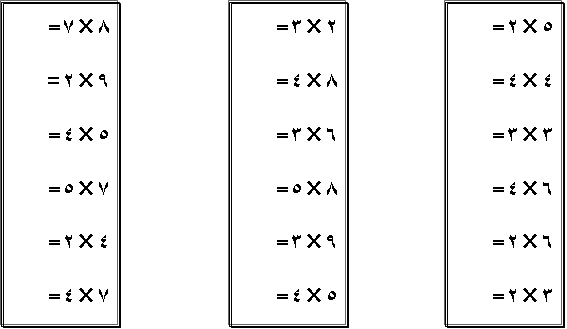 ٥ × ٢ =
٤ × ٤ =
٣ × ٣ =
٦ × ٤ =
٦ × ٢ =
٣ × ٢ =
٢ × ٣ =
٨ × ٤ =
٦ × ٣ =
٨ × ٥ =
٩ × ٣ =
٥ × ٤ =
٨ × ٧ =
٩ × ٢ =
٥ × ٤ =
٧ × ٥ =
٤ × ٢ =
٧ × ٤ =